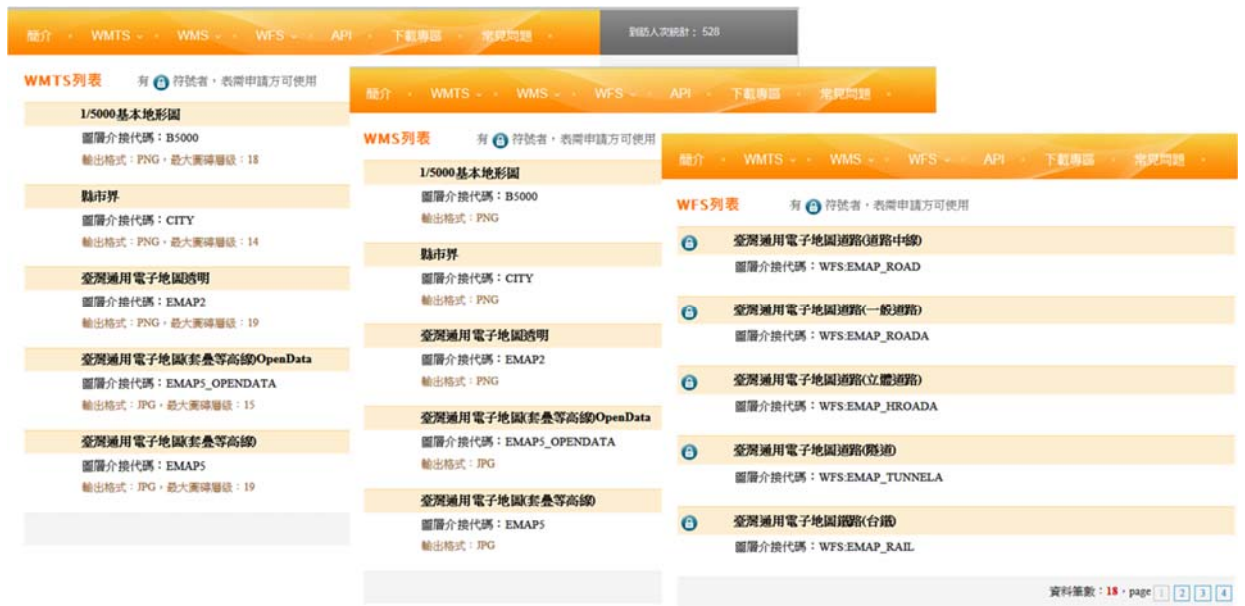 簡介 WMTS WMS WFS API 下載專區 常見問題
到訪人次統計：528
WMTS列表 有 符號者，表需申請方可使用
1/5000基本地形圖
圖層介接代碼：B5000
輸出格式：PNG，最大圖磚層級：18
縣市界
圖層介接代碼：CITY
輸出格式：PNG，最大圖磚層級：14
臺灣通用電子地圖透明
圖層介接代碼：EMAP2
輸出格式：PNG，最大圖磚層級：19
臺灣通用電子地圖(套疊等高線)OpenData
圖層介接代碼：EMAP5_OPENDATA
輸出格式：JPG，最大圖磚層級：15
臺灣通用電子地圖(套疊等高線)
圖層介接代碼：EMAP5
輸出格式：JPG，最大圖磚層級：19
簡介 WMTS WMS WFS API 下載專區 常見問題
WMS列表 有 符號者，表需申請方可使用
1/5000基本地形圖
圖層介接代碼：B5000
輸出格式：PNG
縣市界
圖層介接代碼：CITY
輸出格式：PNG
臺灣通用電子地圖透明
圖層介接代碼：EMAP2
輸出格式：PNG
臺灣通用電子地圖(套疊等高線)OpenData
圖層介接代碼：EMAP5_OPENDATA
輸出格式：JPG
臺灣通用電子地圖(套疊等高線)
圖層介接代碼：EMAP5
輸出格式：JPG
簡介 WMTS WMS WFS API 下載專區 常見問題
WFS列表 有 符號者，表需申請方可使用
臺灣通用電子地圖道路(道路中線)
圖層介接代碼：WFS:EMAP_ROAD
臺灣通用電子地圖道路(一般道路)
圖層介接代碼：WFS:EMAP_ROADA
臺灣通用電子地圖道路(立體道路)
圖層介接代碼：WFS:EMAP_HROADA
臺灣通用電子地圖道路(隧道)
圖層介接代碼：WFS:EMAP_TUNNELA
臺灣通用電子地圖鐵路(台鐵)
圖層介接代碼：WFS:EMAP_RAIL
資料筆數：18，page 1 2 3 4